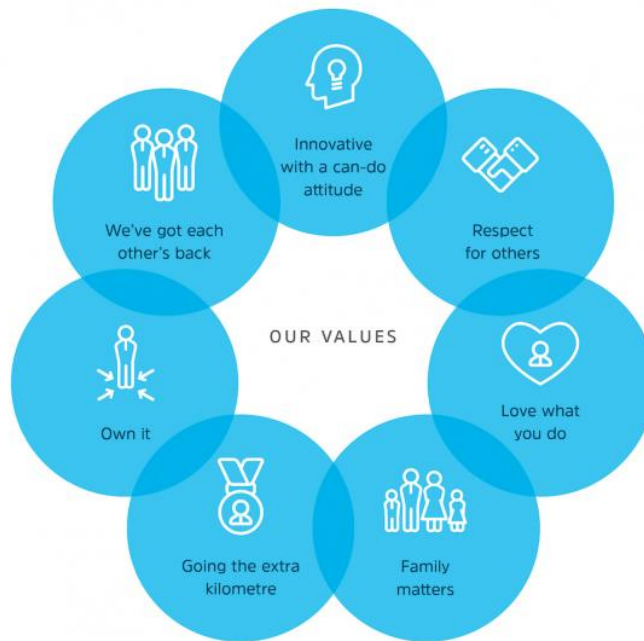 Innovative
with a can-do
attitude
Respect
for others
Love what
you do
Family
matters
Going the extra
kilometre
Own it
We've got each
other's back
OUR VALUES